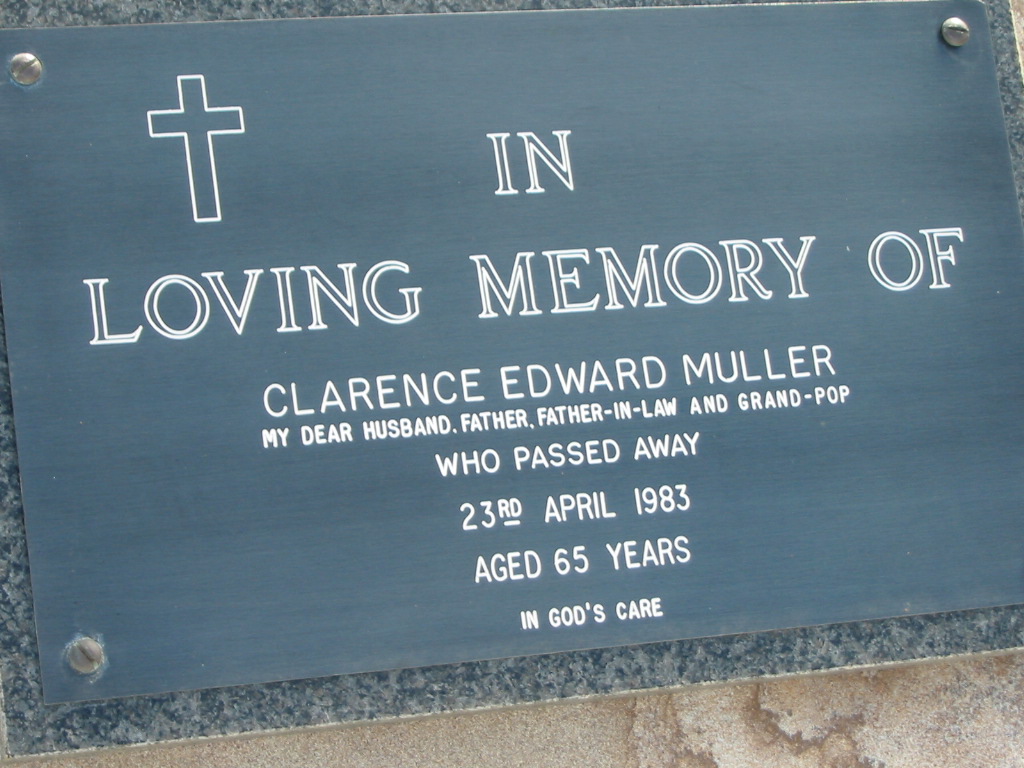 IN
LOVING MEMORY OF
CLARENCE EDWARD MULLER
MY DEAR HUSBAND, FATHER, FATHER-IN-LAW AND GRAND-POP
WHO PASSED AWAY
23RD APRIL 1983
AGED 65 YEARS
IN GOD'S CARE